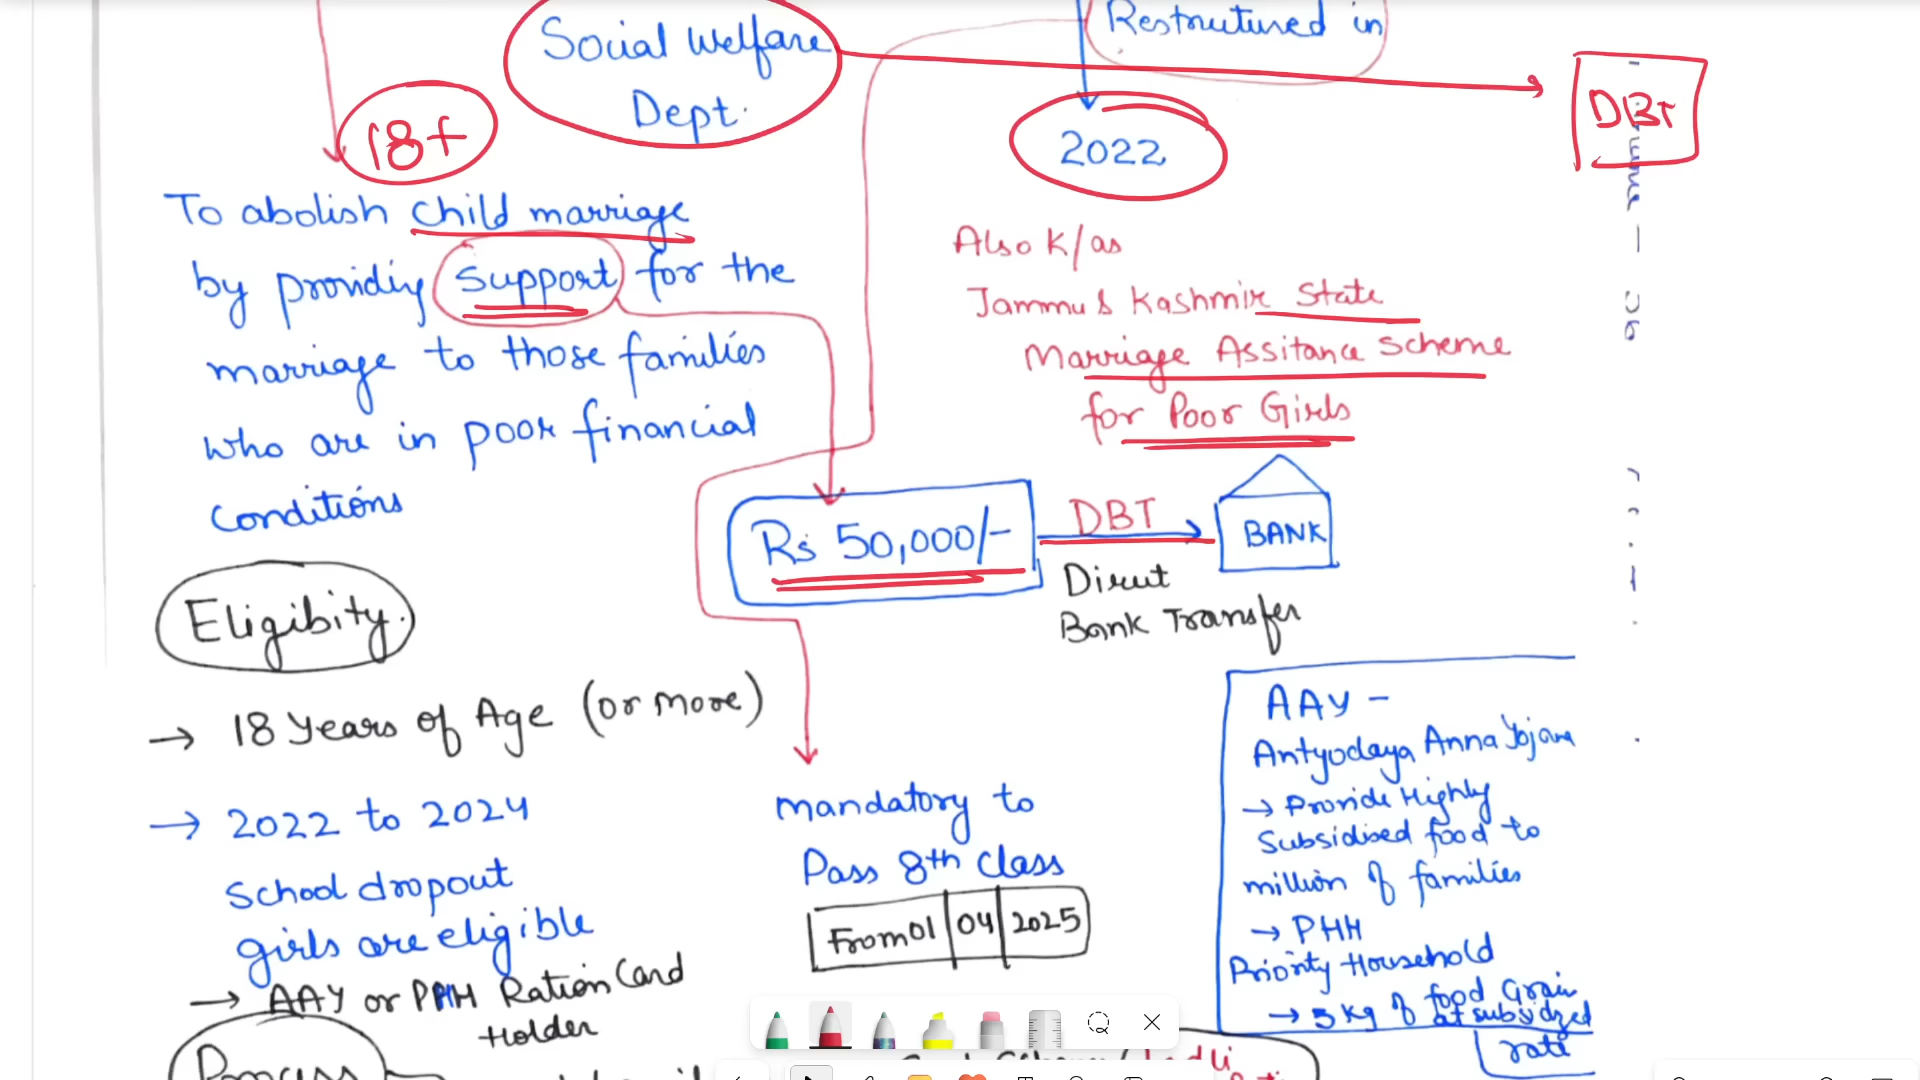 Social Welfare
Dept.
Restrutured in
DBT
18+
2022
To abolish child marriage
by providig support for the
marriage to those families
who are in poor financial
Conditions
Also K/as
Jammu & Kashmir State
Marriage Assitance Scheme
for Poor Girls
Rs 50,000/-
DBT
BANK
Dirut
Bank Transfer
Eligibity.
→ 18 Years of Age (or more)
→ 2022 to 2024
School dropout
girls are eligible
→ AAY or PHH Ration Card
Holder
mandatory to
Pass 8th class
From 01 | 04 | 2025
AAY -
Antyodaya Anna Yojana
→ Provide Highly
Subsidised food to
million of families
→ PHH
Priority Household
→ 5 kg of food Grain
at subsidzed
rate